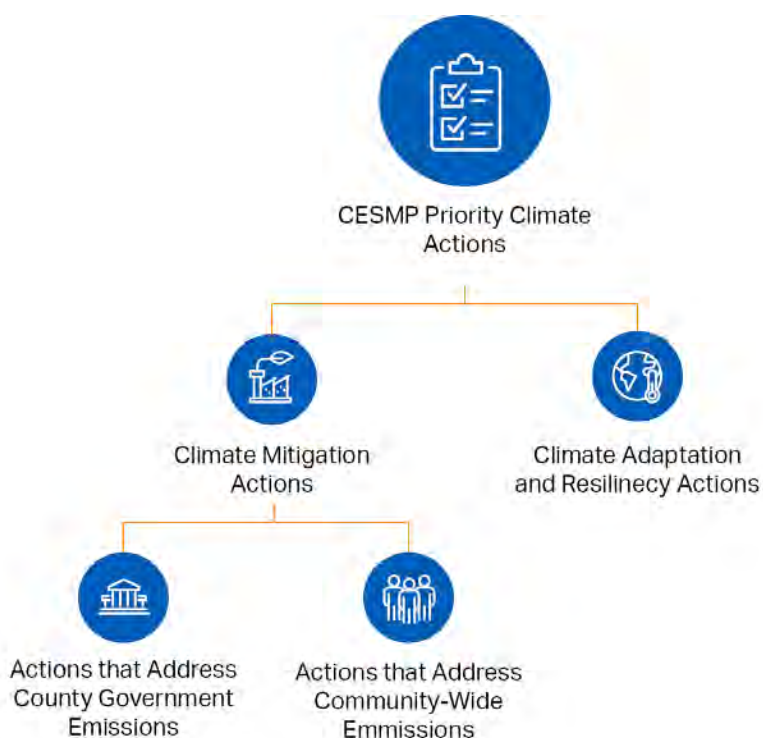 CESMP Priority Climate
Actions
Climate Mitigation
Actions
Climate Adaptation
and Resilinecy Actions
Actions that Address
County Government
Emissions
Actions that Address
Community-Wide
Emmissions